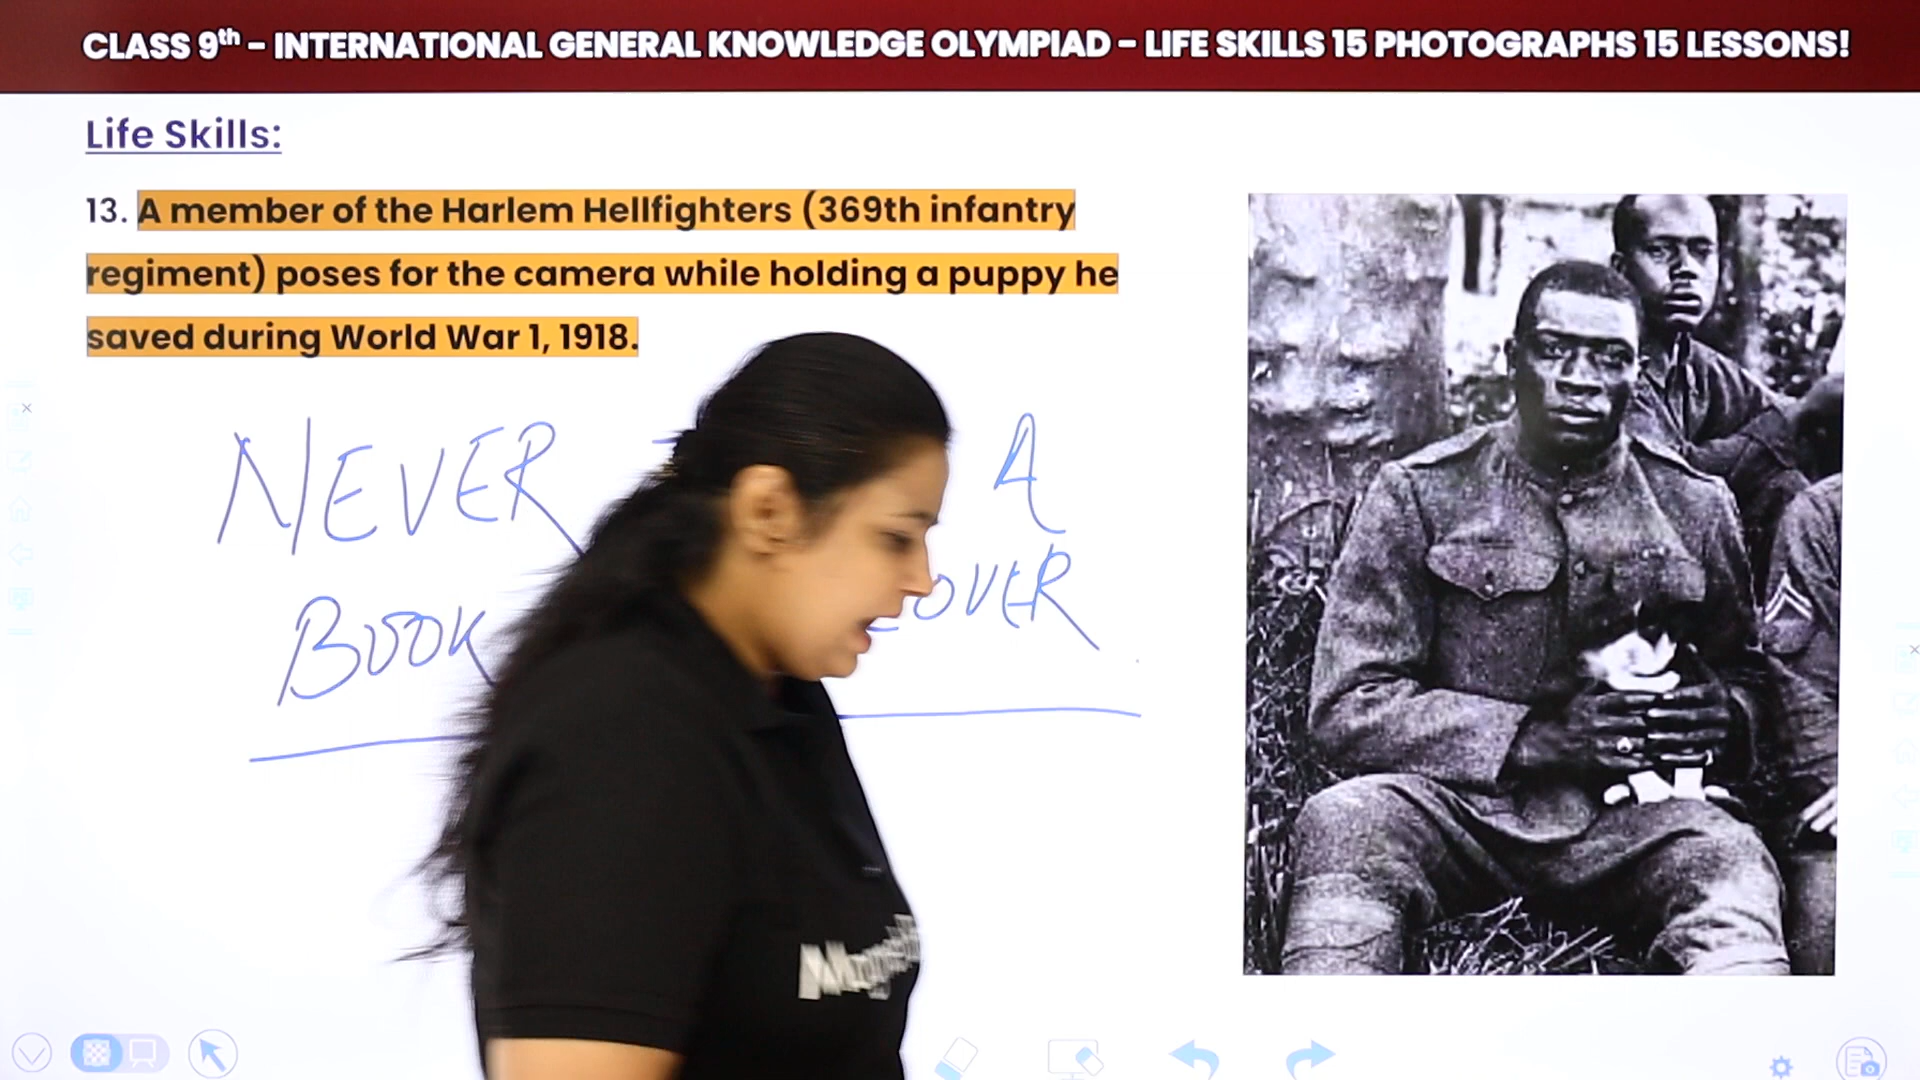 CLASS 9th – INTERNATIONAL GENERAL KNOWLEDGE OLYMPIAD – LIFE SKILLS 15 PHOTOGRAPHS 15 LESSONS!
Life Skills:
13. A member of the Harlem Hellfighters (369th infantry
regiment) poses for the camera while holding a puppy he
saved during World War 1, 1918.
NEVER A
BOOK COVER